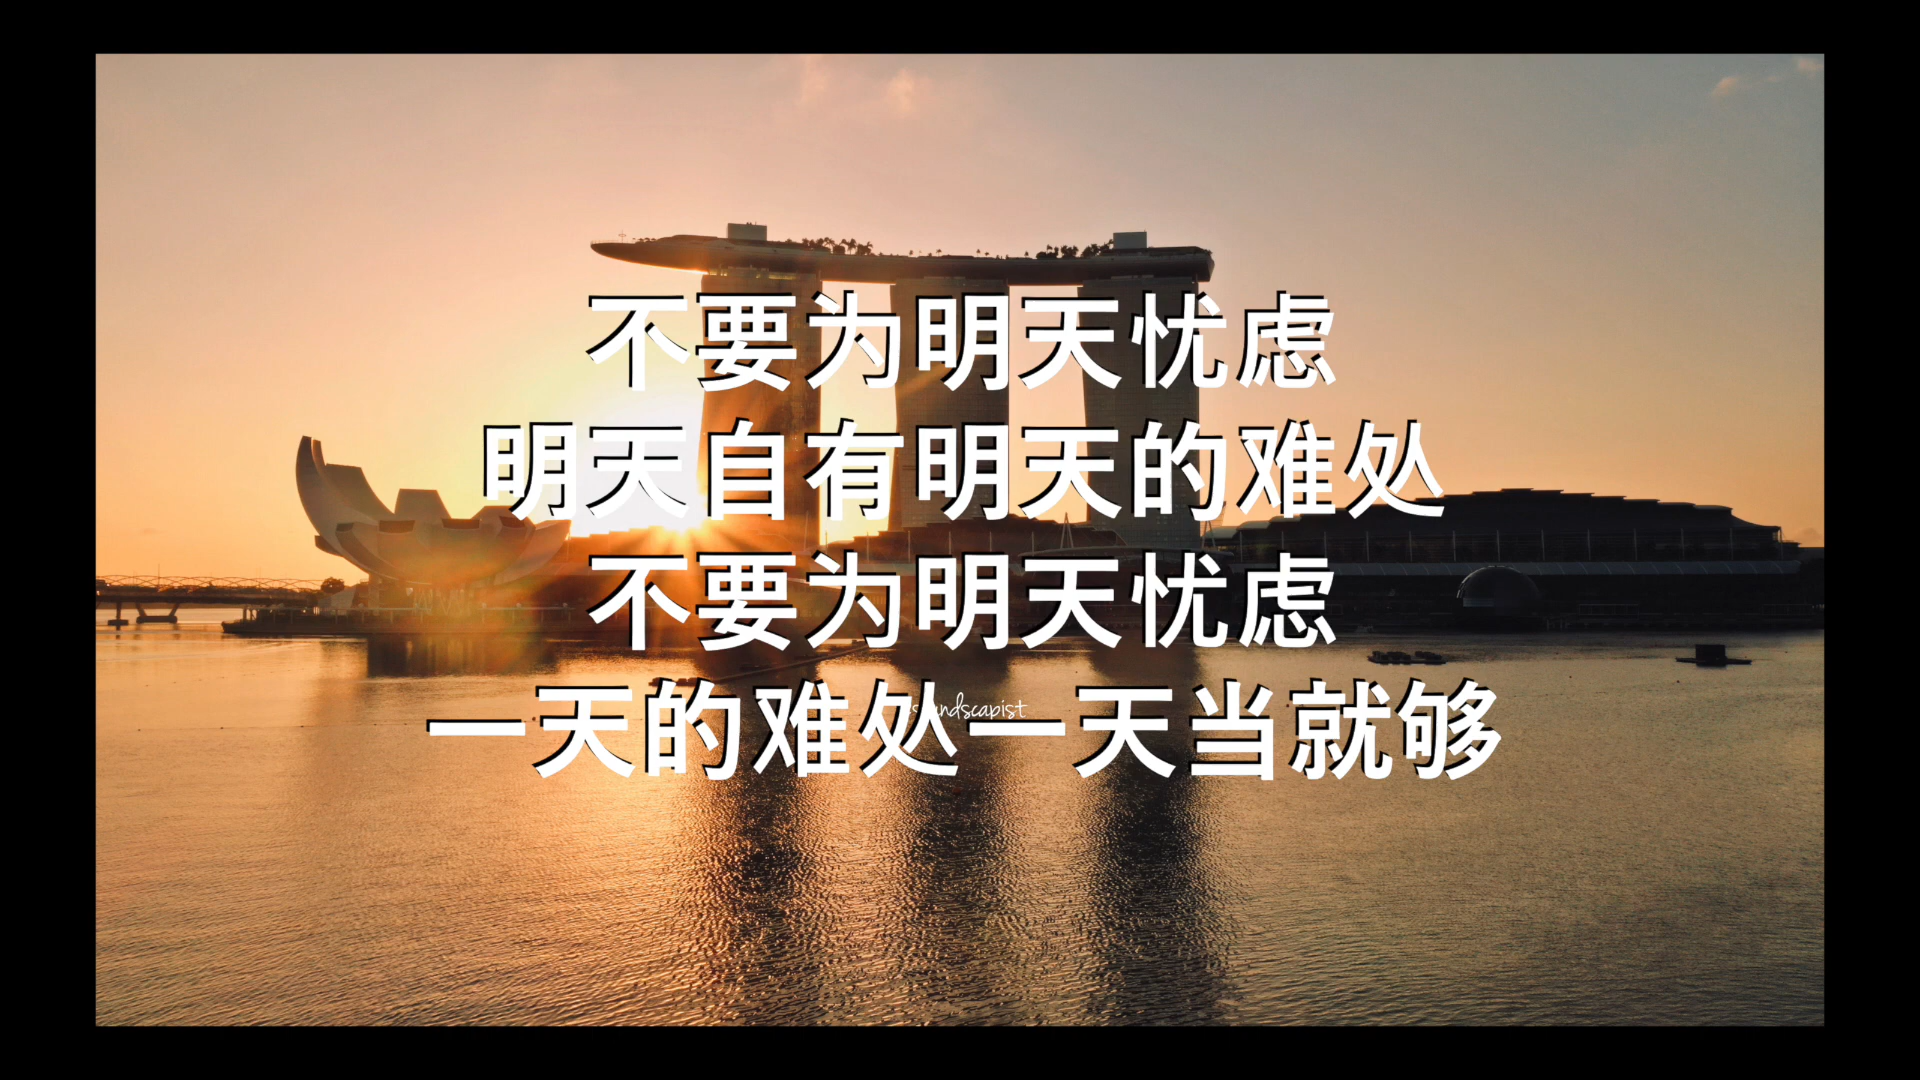 不要为明天忧虑
明天自有明天的难处
不要为明天忧虑
一天的难处一天当就够